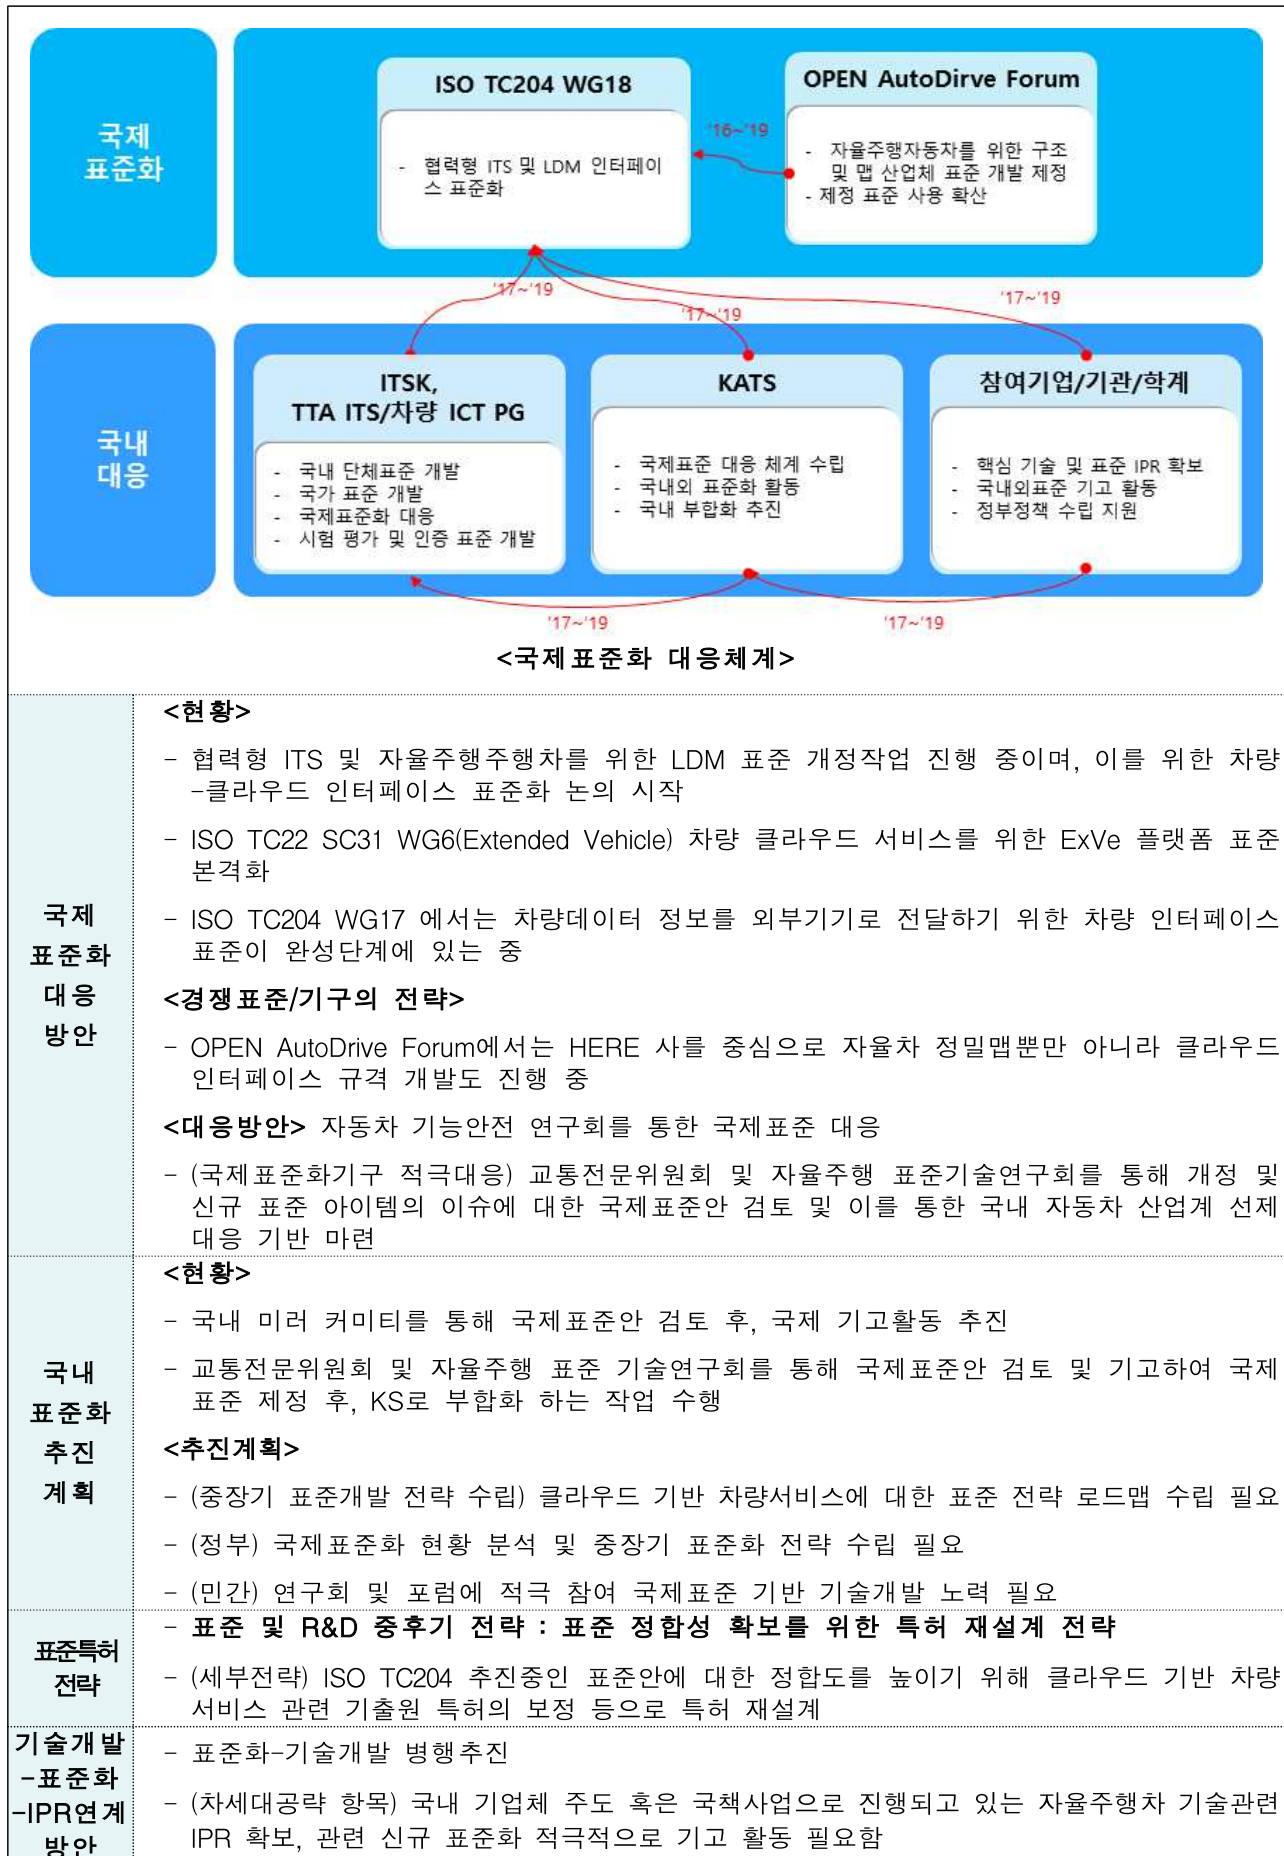 국제
표준화
ISO TC204 WG18
- 협력형 ITS 및 LDM 인터페이
스 표준화
OPEN AutoDirve Forum
- 자율주행자동차를 위한 구조
및 맵 산업체 표준 개발 제정
- 제정 표준 사용 확산
'16~'19
'17~'19
'17~'19
'17~'19
국내
대응
ITSK,
TTA ITS/차량 ICT PG
- 국내 단체표준 개발
- 국가 표준 개발
- 국제표준화 대응
- 시험 평가 및 인증 표준 개발
KATS
- 국제표준 대응 체계 수립
- 국내외 표준화 활동
- 국내 부합화 추진
참여기업/기관/학계
- 핵심 기술 및 표준 IPR 확보
- 국내외표준 기고 활동
- 정부정책 수립 지원
'17~'19
'17~'19
<국제표준화 대응체계>
국제
표준화
대응
방안
<현황>
- 협력형 ITS 및 자율주행주행차를 위한 LDM 표준 개정작업 진행 중이며, 이를 위한 차량
-클라우드 인터페이스 표준화 논의 시작
- ISO TC22 SC31 WG6(Extended Vehicle) 차량 클라우드 서비스를 위한 ExVe 플랫폼 표준
본격화
- ISO TC204 WG17 에서는 차량데이터 정보를 외부기기로 전달하기 위한 차량 인터페이스
표준이 완성단계에 있는 중
<경쟁표준/기구의 전략>
- OPEN AutoDrive Forum에서는 HERE 사를 중심으로 자율차 정밀맵뿐만 아니라 클라우드
인터페이스 규격 개발도 진행 중
<대응방안> 자동차 기능안전 연구회를 통한 국제표준 대응
- (국제표준화기구 적극대응) 교통전문위원회 및 자율주행 표준기술연구회를 통해 개정 및
신규 표준 아이템의 이슈에 대한 국제표준안 검토 및 이를 통한 국내 자동차 산업계 선제
대응 기반 마련
국내
표준화
추진
계획
<현황>
- 국내 미러 커미티를 통해 국제표준안 검토 후, 국제 기고활동 추진
- 교통전문위원회 및 자율주행 표준 기술연구회를 통해 국제표준안 검토 및 기고하여 국제
표준 제정 후, KS로 부합화 하는 작업 수행
<추진계획>
- (중장기 표준개발 전략 수립) 클라우드 기반 차량서비스에 대한 표준 전략 로드맵 수립 필요
- (정부) 국제표준화 현황 분석 및 중장기 표준화 전략 수립 필요
- (민간) 연구회 및 포럼에 적극 참여 국제표준 기반 기술개발 노력 필요
표준특허
전략
- 표준 및 R&D 중후기 전략 : 표준 정합성 확보를 위한 특허 재설계 전략
- (세부전략) ISO TC204 추진중인 표준안에 대한 정합도를 높이기 위해 클라우드 기반 차량
서비스 관련 기출원 특허의 보정 등으로 특허 재설계
기술개발
-표준화
-IPR연계
방안
- 표준화-기술개발 병행추진
- (차세대공략 항목) 국내 기업체 주도 혹은 국책사업으로 진행되고 있는 자율주행차 기술관련
IPR 확보, 관련 신규 표준화 적극적으로 기고 활동 필요함